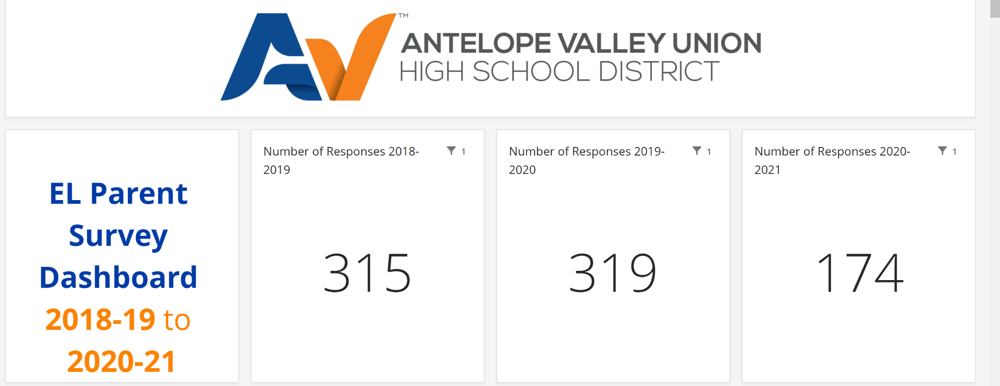 AV™
ANTELOPE VALLEY UNION
HIGH SCHOOL DISTRICT
EL Parent
Survey
Dashboard
2018-19 to
2020-21
Number of Responses 2018-
2019
1
315
Number of Responses 2019-
2020
1
319
Number of Responses 2020-
2021
1
174